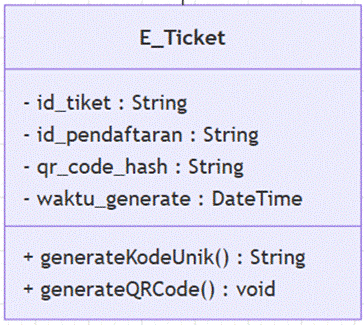 E_Ticket
- id_tiket : String
- id_pendaftaran : String
- qr_code_hash : String
- waktu_generate : DateTime
+ generateKodeUnik() : String
+ generateQRCode() : void